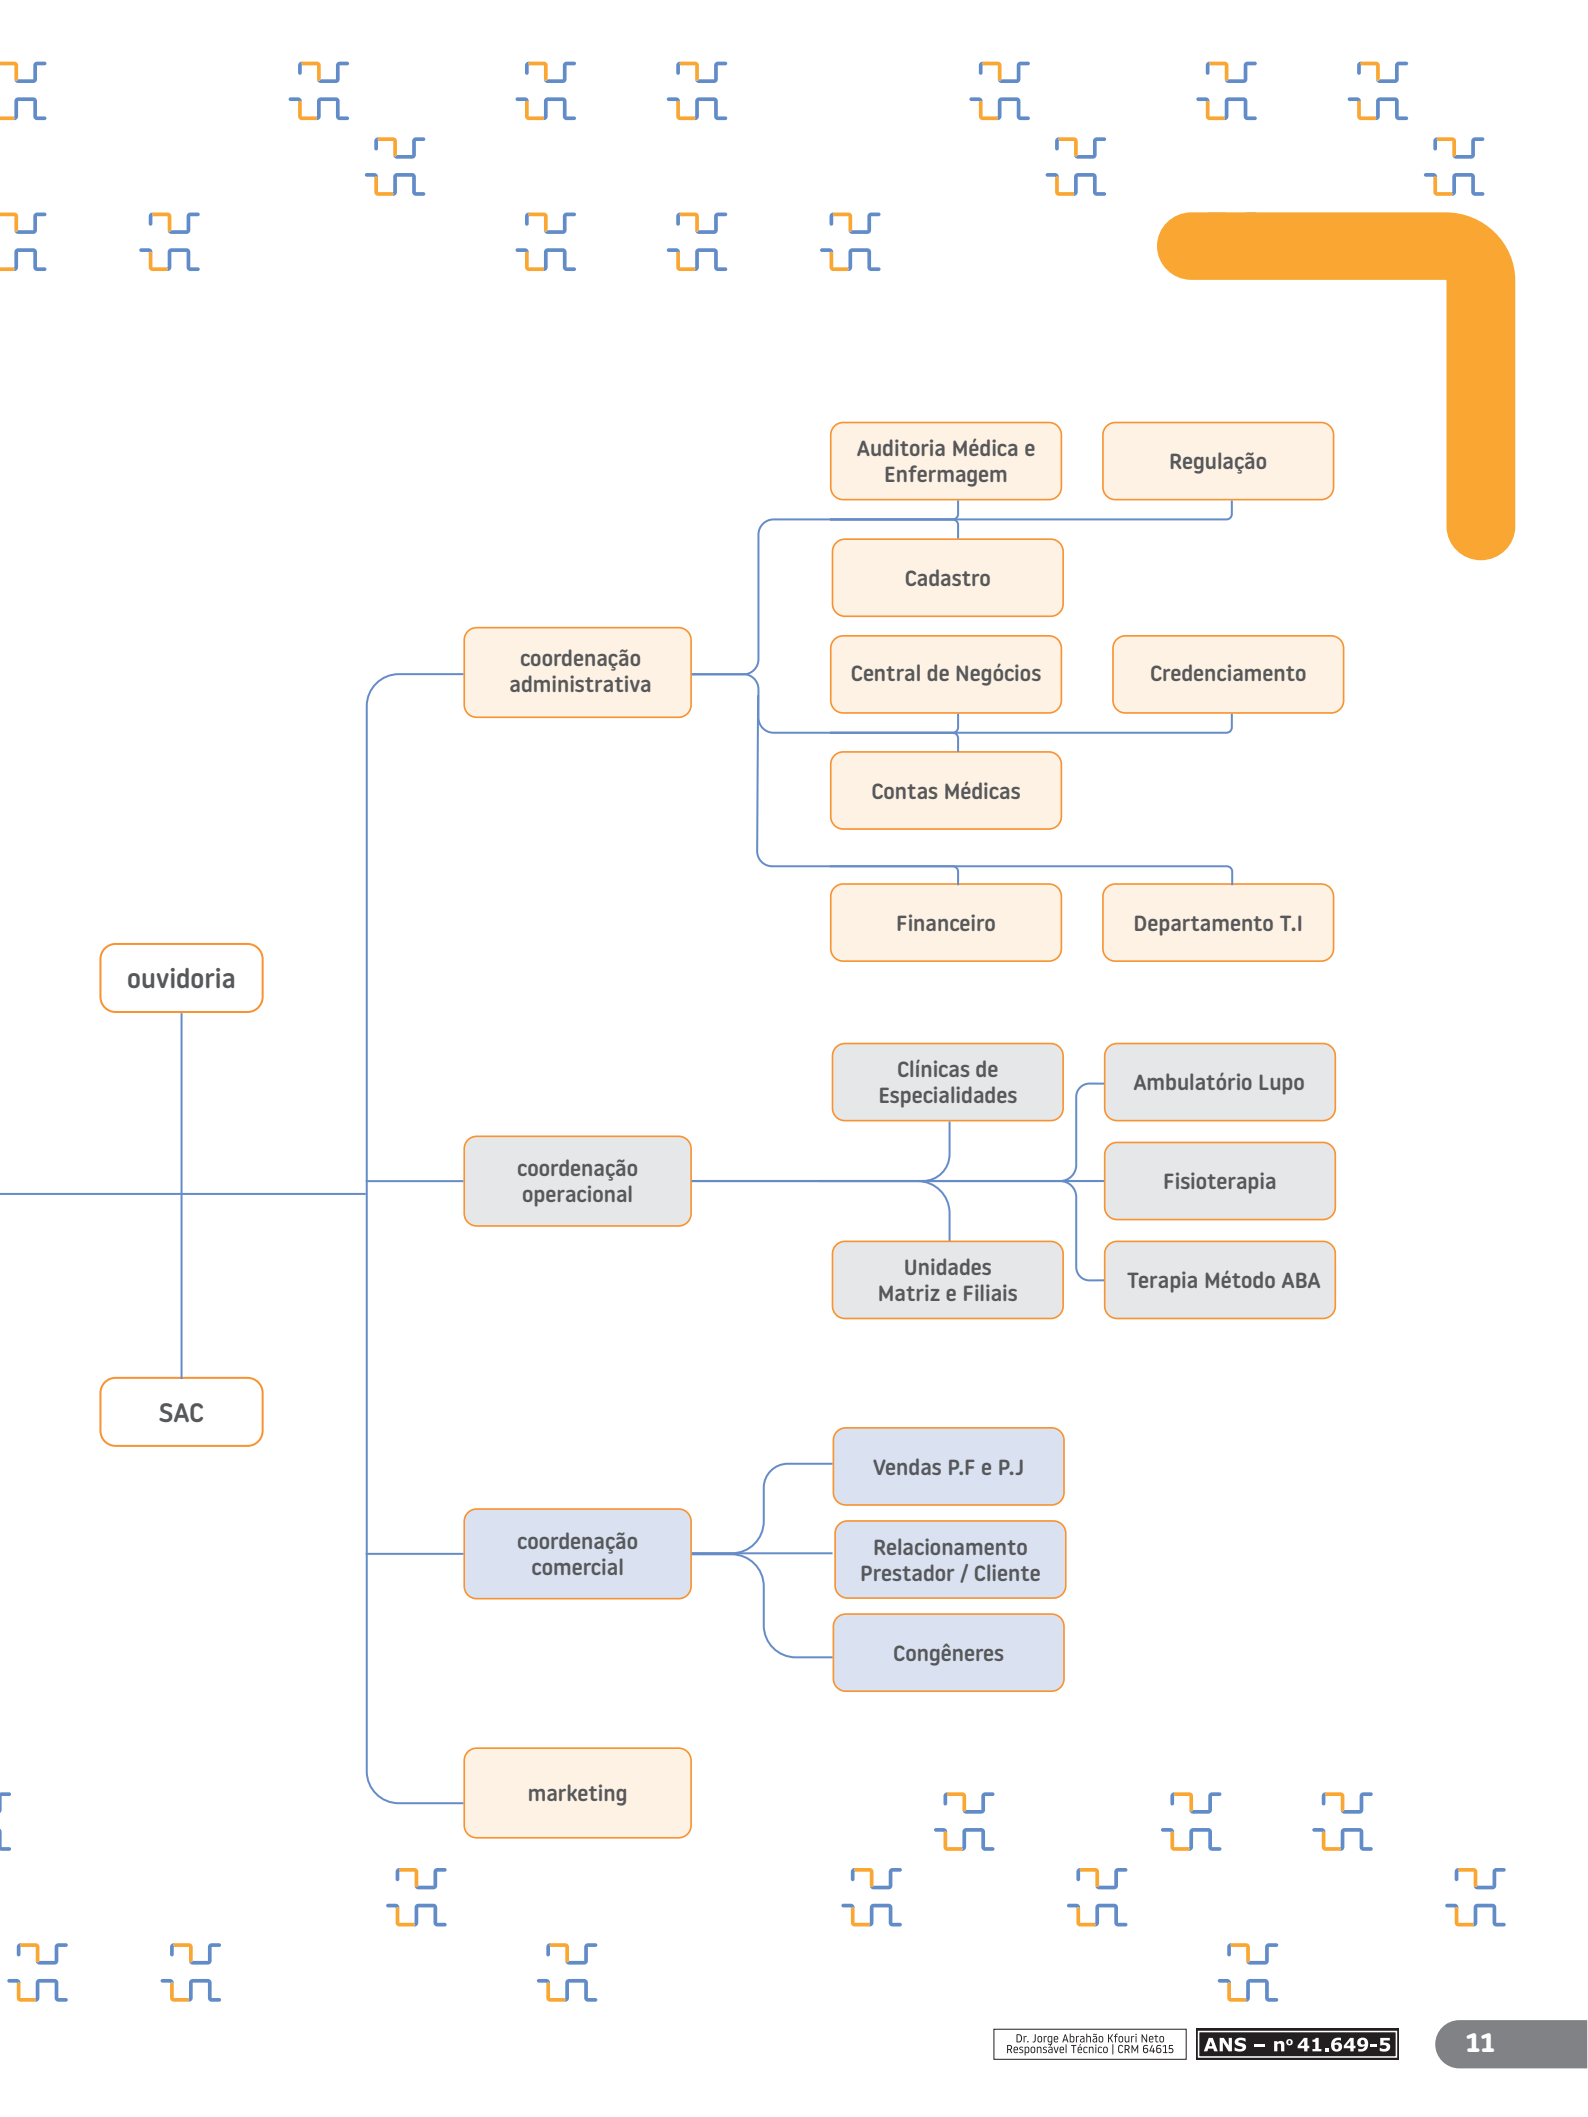 Auditoria Médica e
Enfermagem
Regulação
Cadastro
coordenação
administrativa
Central de Negócios
Credenciamento
Contas Médicas
Financeiro
Departamento T.I
ouvidoria
Clínicas de
Especialidades
Ambulatório Lupo
coordenação
operacional
Fisioterapia
Unidades
Matriz e Filiais
Terapia Método ABA
SAC
Vendas P.F e P.J
coordenação
comercial
Relacionamento
Prestador / Cliente
Congêneres
marketing
Dr. Jorge Abrahão Kfouri Neto
Responsável Técnico | CRM 64615
ANS – nº 41.649-5
11